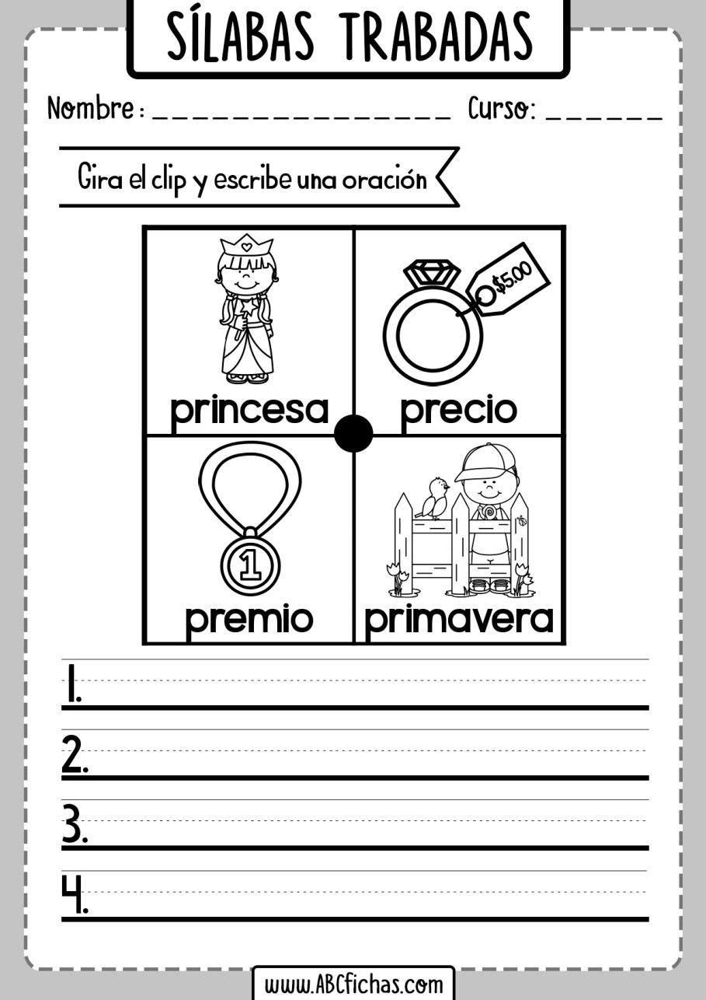 SÍLABAS TRABADAS
Nombre: _ _ _ _ _ _ _ _ _ _ _ _ _ _ _ Curso: _ _ _ _ _ _
Gira el clip y escribe una oración
$5.00
princesa precio
1
premio primavera
1.
2.
3.
4.
www.ABCfichas.com